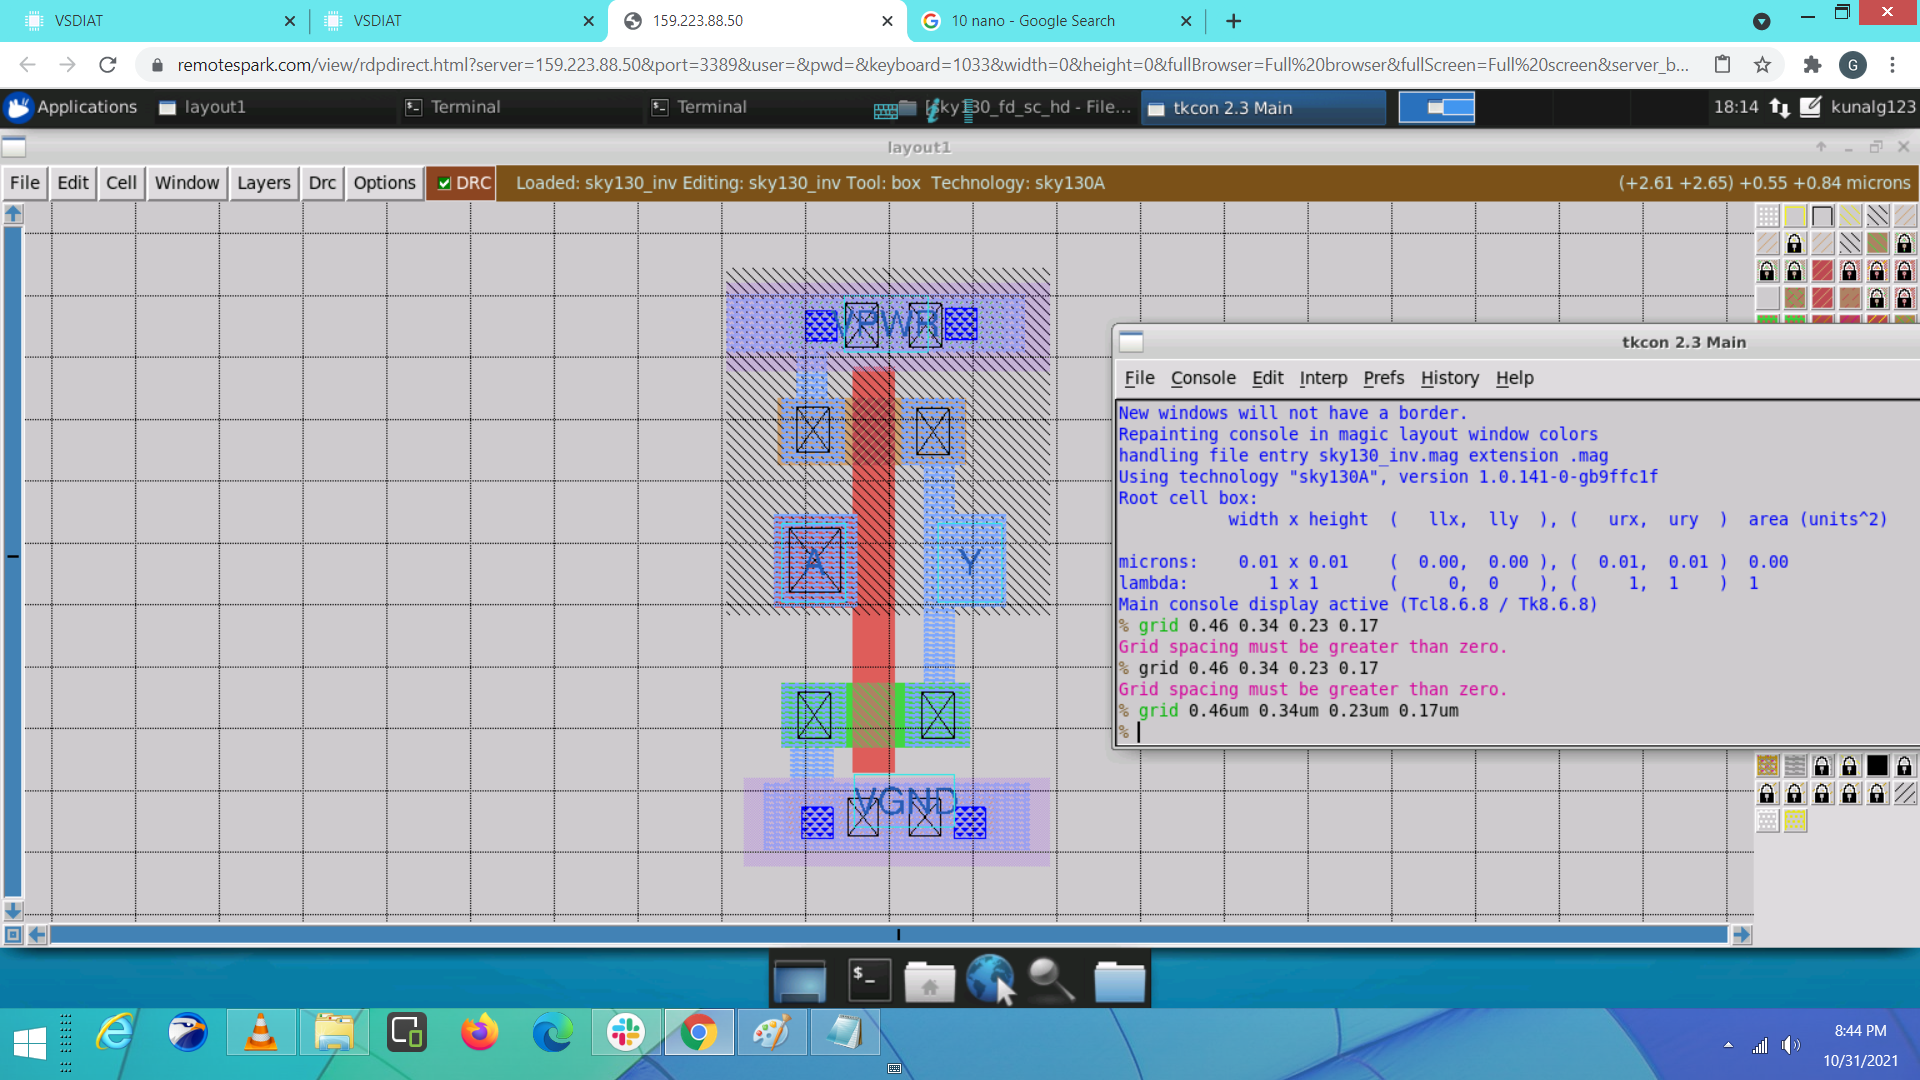 VSDIAT
VSDIAT
159.223.88.50
10 nano - Google Search
remotespark.com/view/rdpdirect.html?server=159.223.88.50&port=3389&user=&pwd=&keyboard=1033&width=0&height=0&fullBrowser=Full%20browser&fullScreen=Full%20screen&server_b...
G
Applications
layout1
Terminal
Terminal
[sky130_fd_sc_hd - File...
tkcon 2.3 Main
18:14
kunalg123
layout1
File Edit Cell Window Layers Drc Options DRC
Loaded: sky130_inv Editing: sky130_inv Tool: box Technology: sky130A
(+2.61 +2.65) +0.55 +0.84 microns
VPWR
A
Y
VGND
tkcon 2.3 Main
File Console Edit Interp Prefs History Help
New windows will not have a border.
Repainting console in magic layout window colors
handling file entry sky130_inv.mag extension .mag
Using technology "sky130A", version 1.0.141-0-gb9ffc1f
Root cell box:
width x height ( llx, lly ), ( urx, ury ) area (units^2)
microns: 0.01 x 0.01 ( 0.00, 0.00 ), ( 0.01, 0.01 ) 0.00
lambda: 1 x 1 ( 0, 0 ), ( 1, 1 ) 1
Main console display active (Tcl8.6.8 / Tk8.6.8)
% grid 0.46 0.34 0.23 0.17
Grid spacing must be greater than zero.
% grid 0.46 0.34 0.23 0.17
Grid spacing must be greater than zero.
% grid 0.46um 0.34um 0.23um 0.17um
%
8:44 PM
10/31/2021